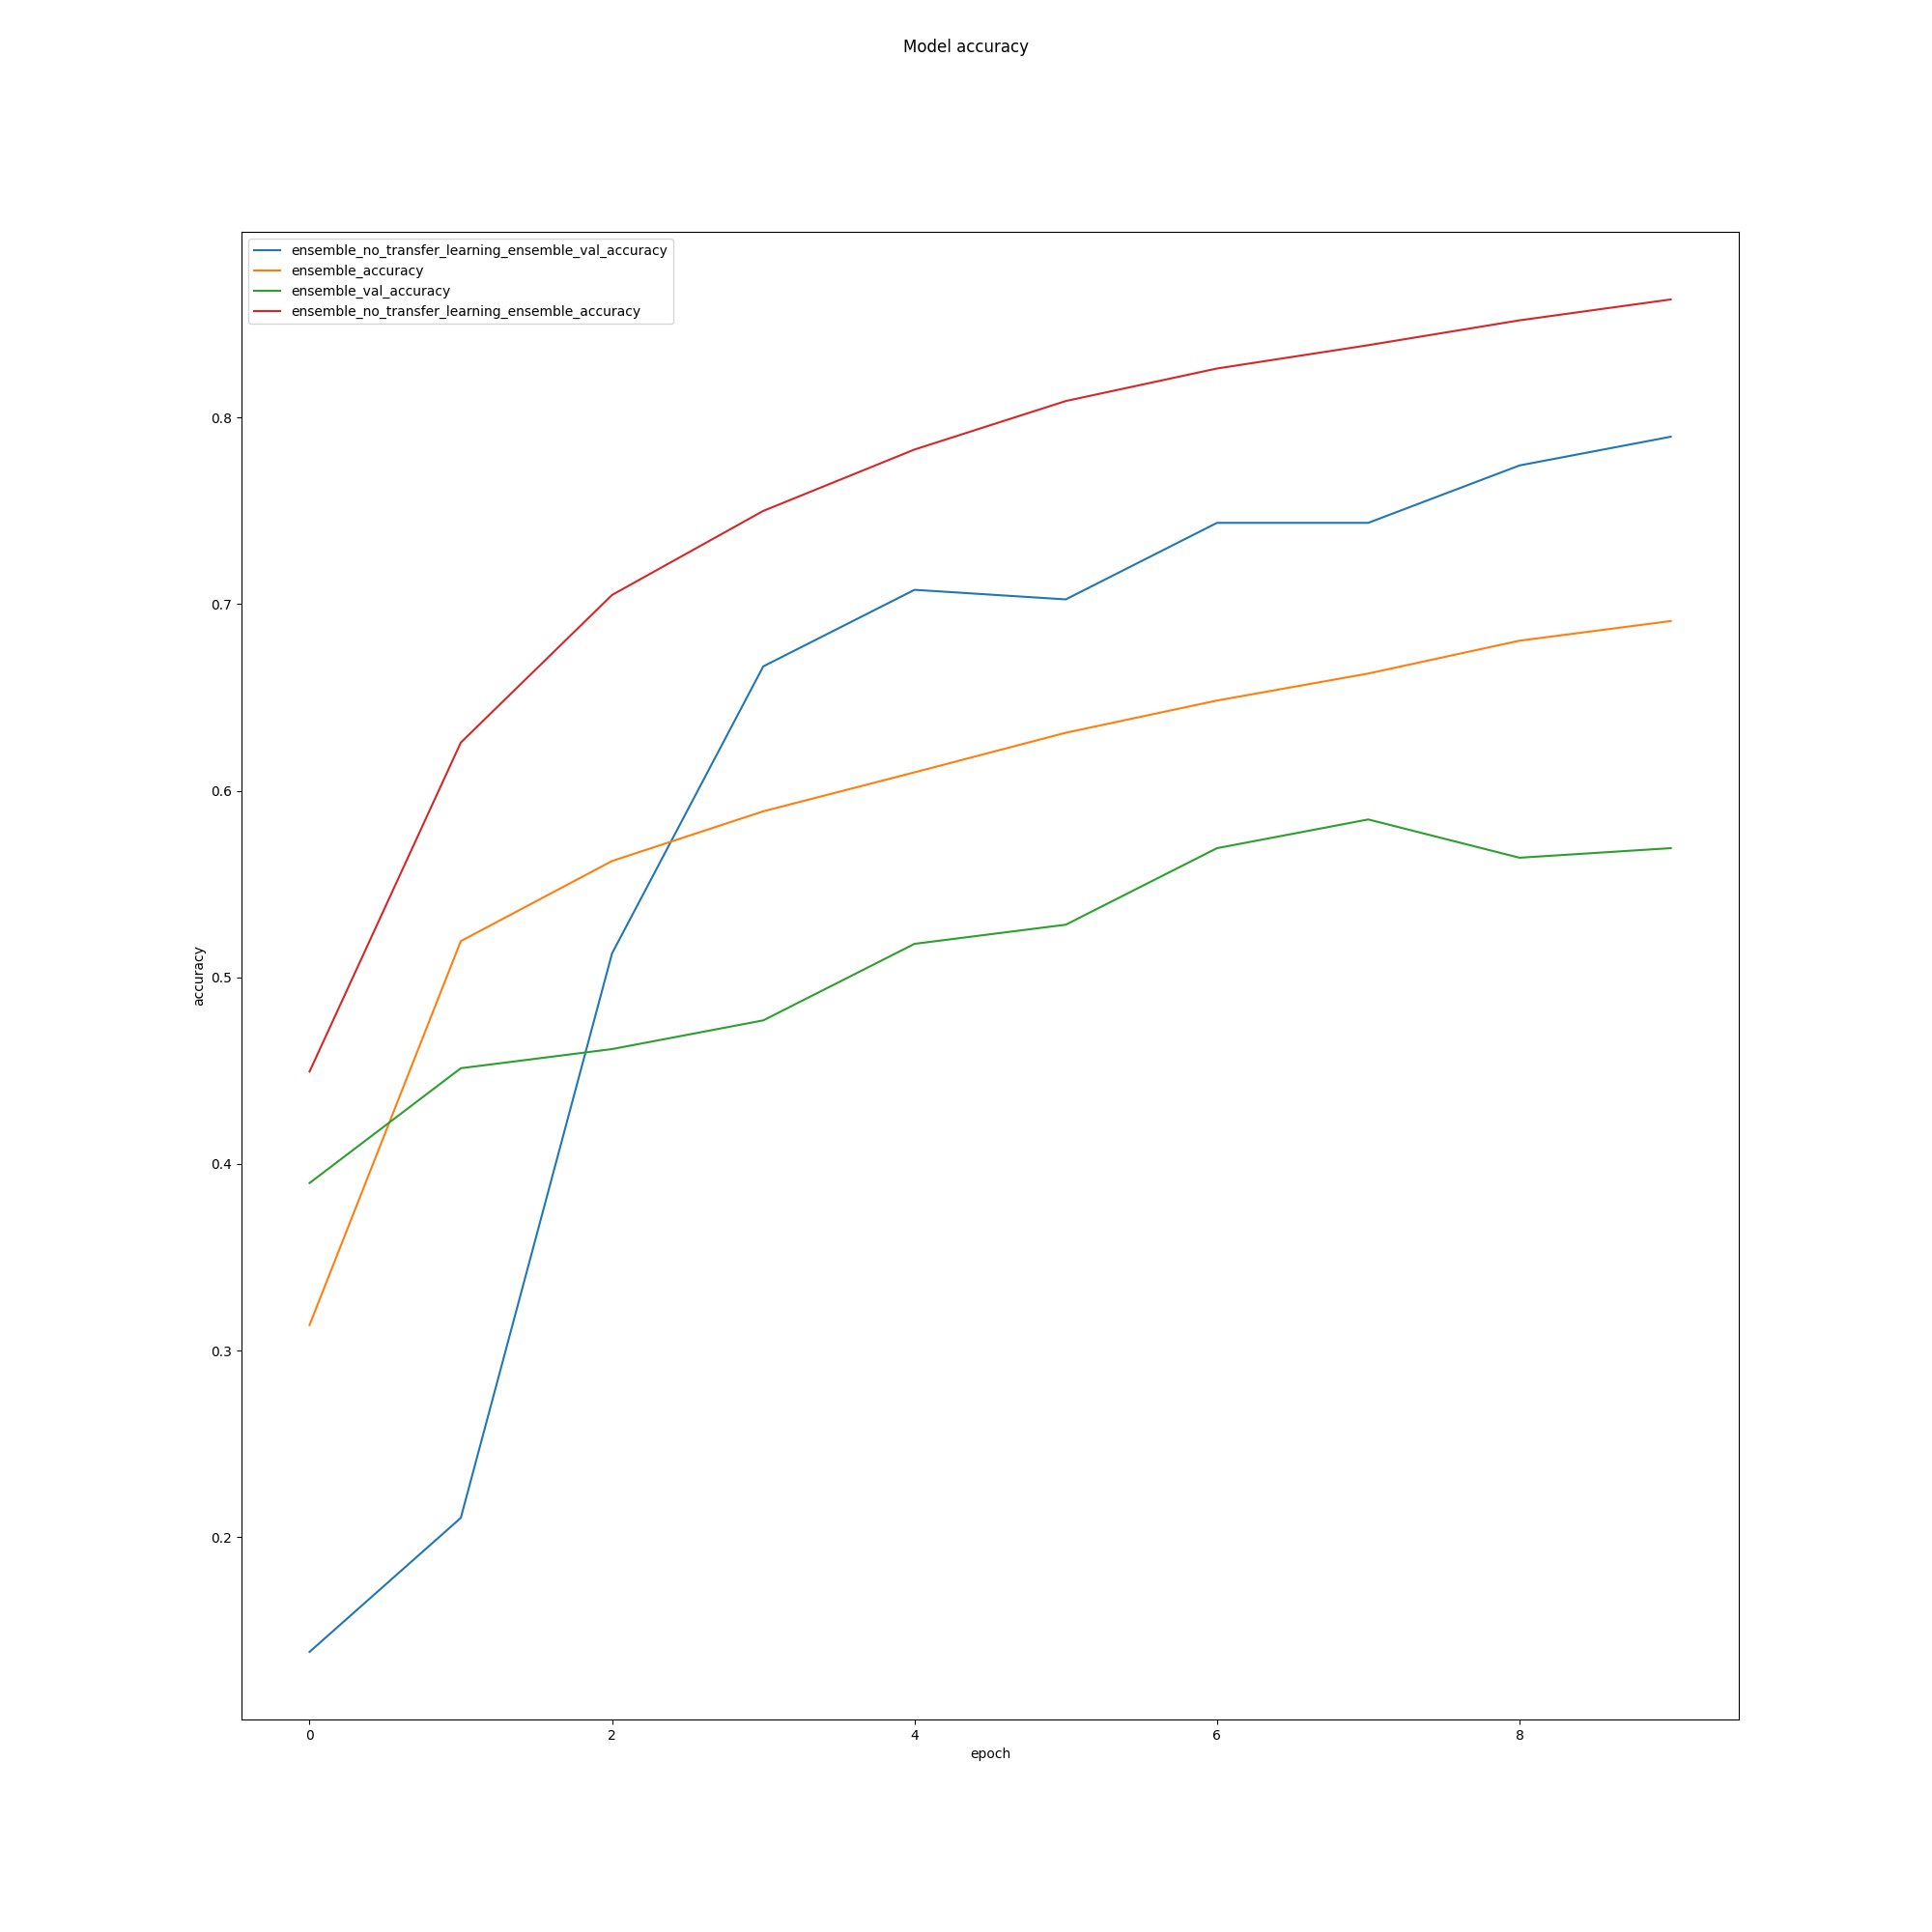 Model accuracy
ensemble_no_transfer_learning_ensemble_val_accuracy
ensemble_accuracy
ensemble_val_accuracy
ensemble_no_transfer_learning_ensemble_accuracy
0.8
0.7
0.6
0.5
0.4
0.3
0.2
accuracy
0 2 4 6 8
epoch